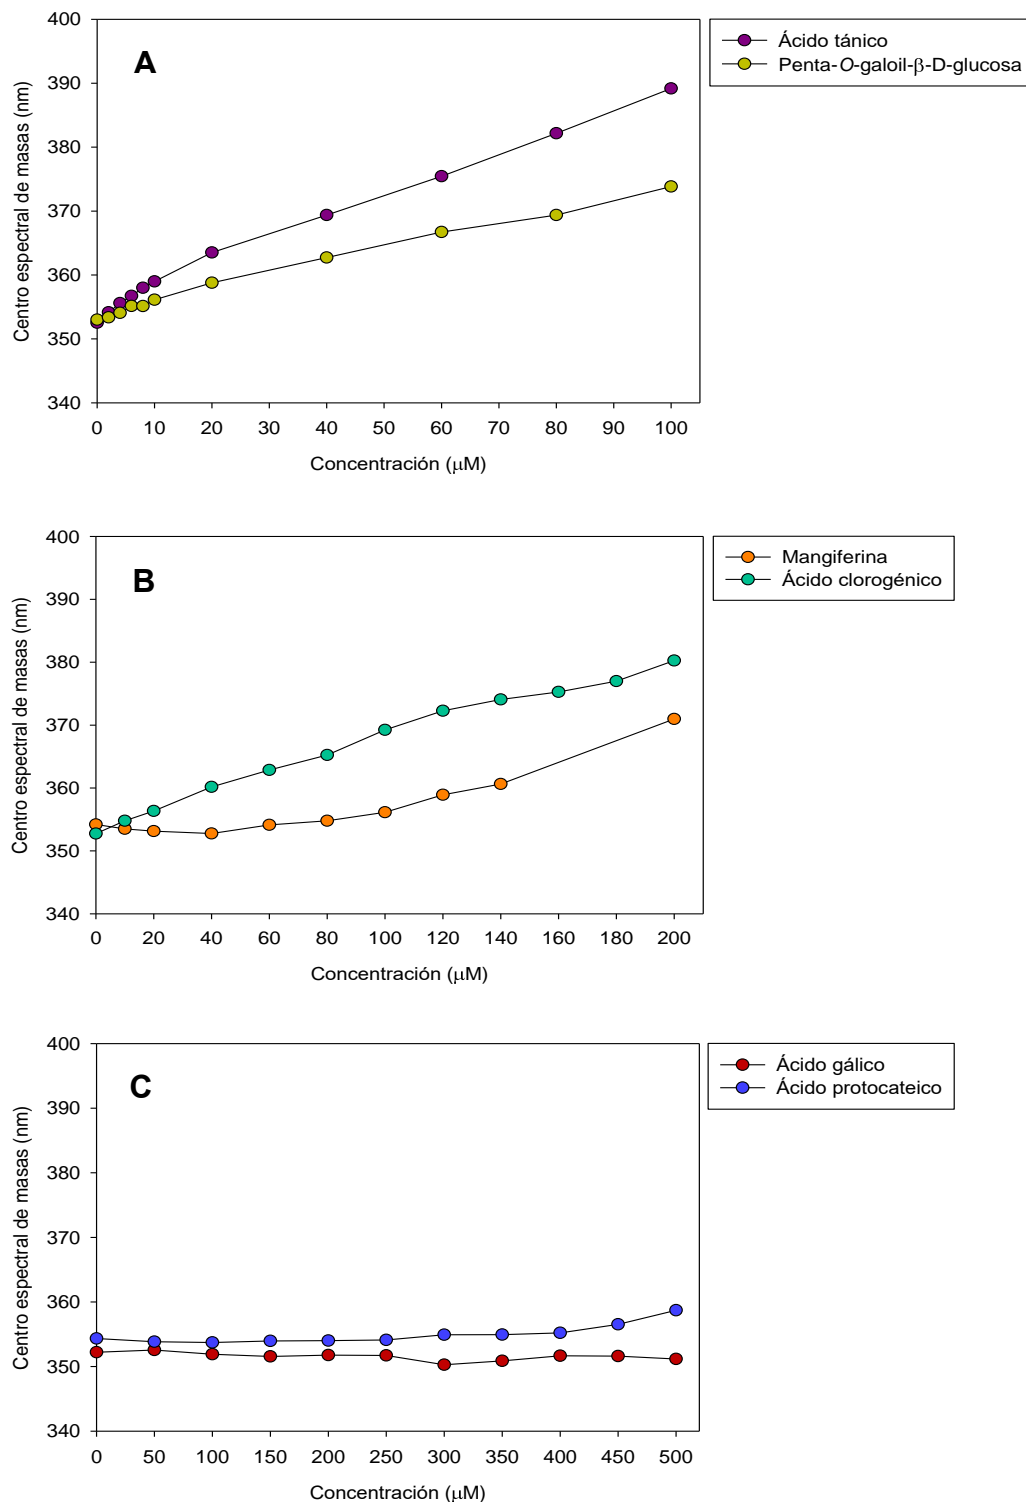 A
Ácido tánico
Penta-O-galoil-β-D-glucosa
Centro espectral de masas (nm)
400
390
380
370
360
350
340
0 10 20 30 40 50 60 70 80 90 100
Concentración (μM)
B
Mangiferina
Ácido clorogénico
Centro espectral de masas (nm)
400
390
380
370
360
350
340
0 20 40 60 80 100 120 140 160 180 200
Concentración (μM)
C
Ácido gálico
Ácido protocateico
Centro espectral de masas (nm)
400
390
380
370
360
350
340
0 50 100 150 200 250 300 350 400 450 500
Concentración (μM)